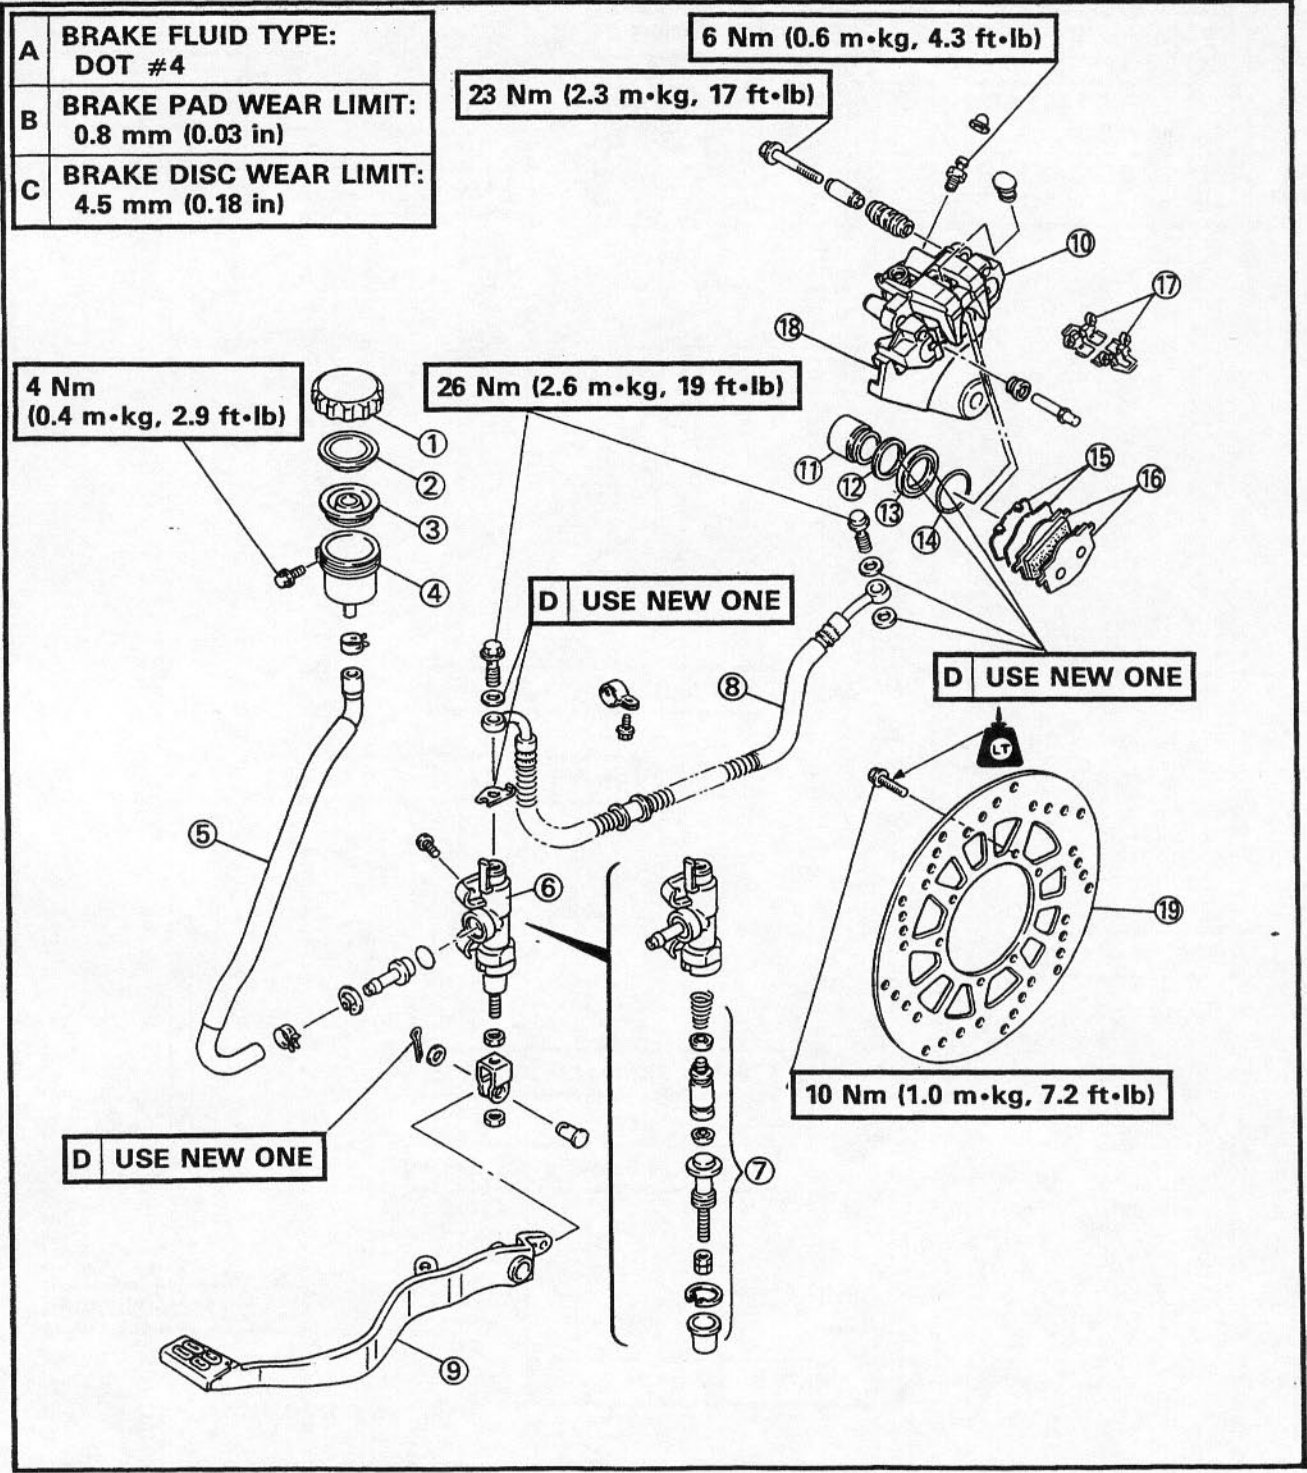 A BRAKE FLUID TYPE:
DOT #4
B BRAKE PAD WEAR LIMIT:
0.8 mm (0.03 in)
C BRAKE DISC WEAR LIMIT:
4.5 mm (0.18 in)
6 Nm (0.6 m•kg, 4.3 ft•lb)
23 Nm (2.3 m•kg, 17 ft•lb)
⑩
⑰
⑱
4 Nm
(0.4 m•kg, 2.9 ft•lb)
26 Nm (2.6 m•kg, 19 ft•lb)
①
②
③
④
⑪
⑫
⑬
⑭
⑮
⑯
D USE NEW ONE
D USE NEW ONE
⑧
LT
⑤
⑥
⑲
10 Nm (1.0 m•kg, 7.2 ft•lb)
D USE NEW ONE
⑦
⑨